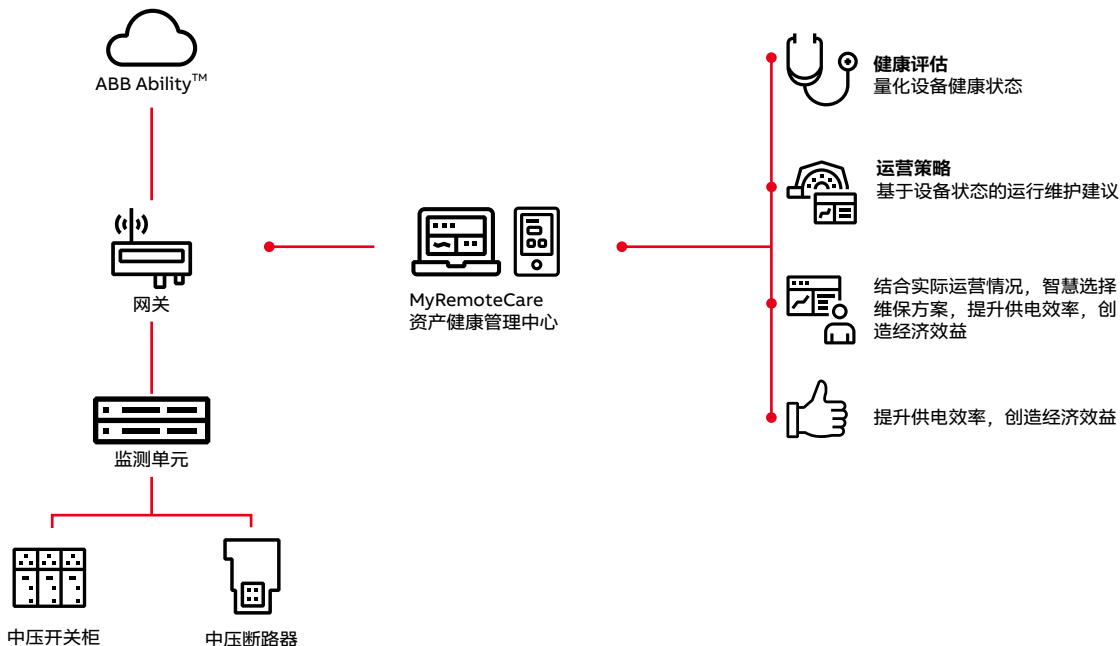 ABB Ability™
网关
监测单元
中压开关柜
中压断路器
MyRemoteCare
资产健康管理中心
健康评估
量化设备健康状态
运营策略
基于设备状态的运行维护建议
结合实际运营情况，智慧选择
维保方案，提升供电效率，创
造经济效益
提升供电效率，创造经济效益